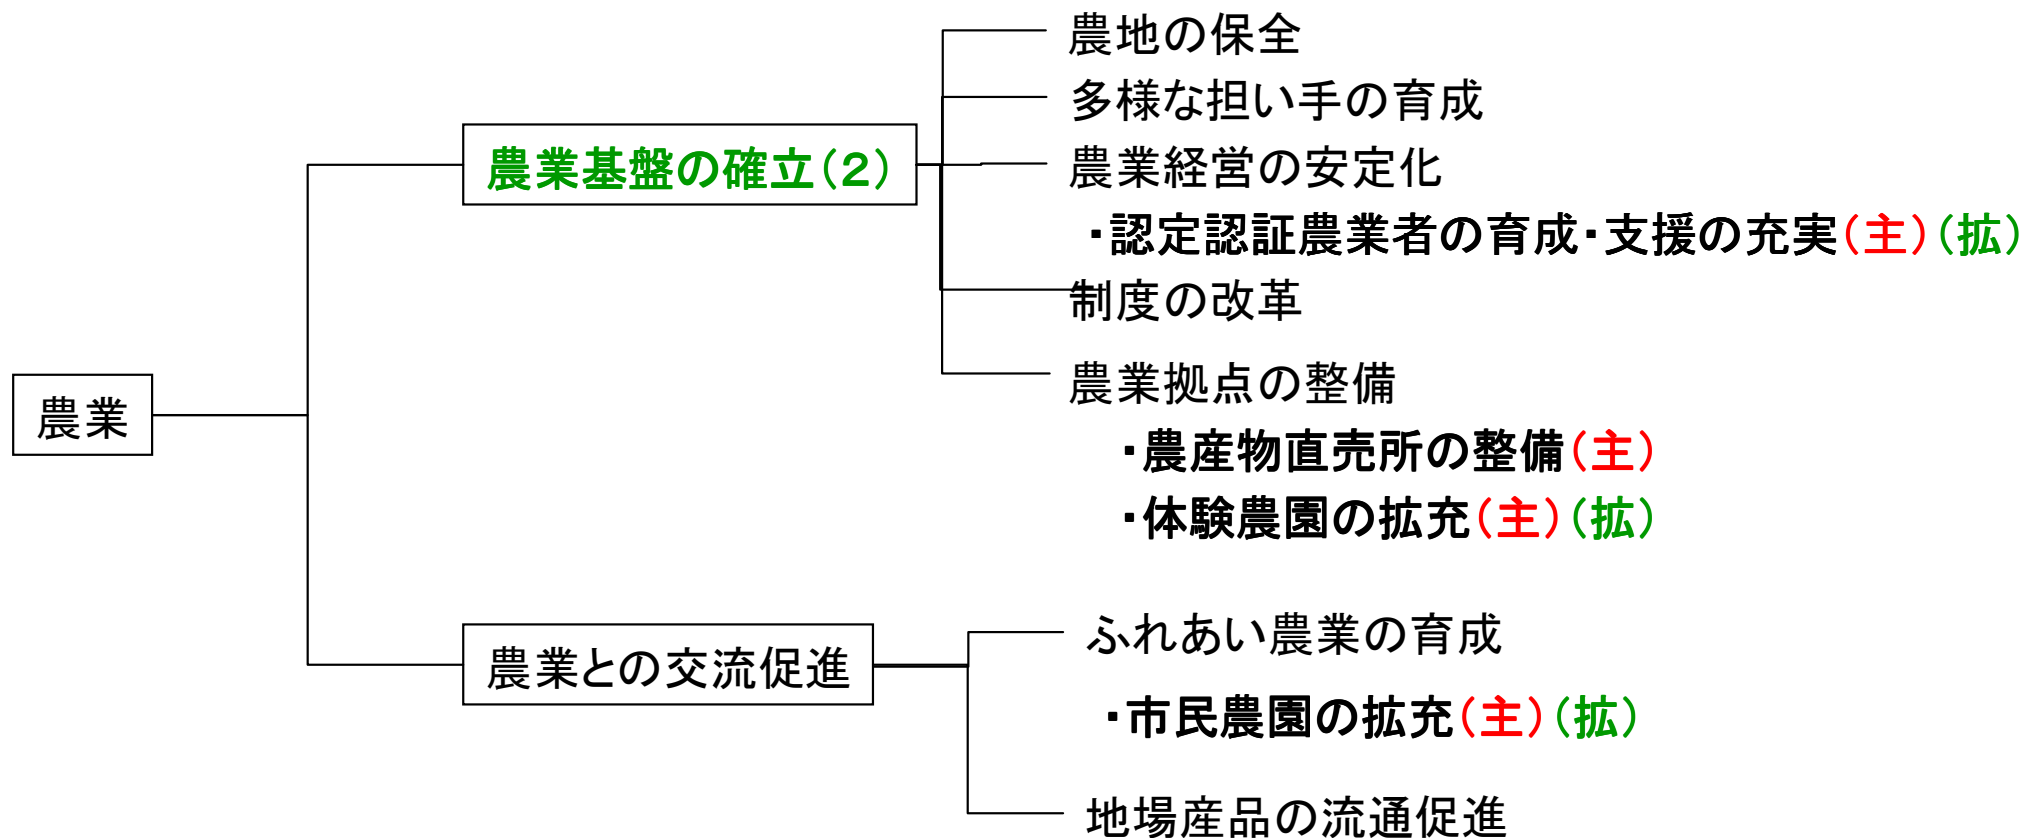 農業
農業基盤の確立(2)
農地の保全
多様な担い手の育成
農業経営の安定化
・認定認証農業者の育成・支援の充実(主)(拡)
制度の改革
農業拠点の整備
・農産物直売所の整備(主)
・体験農園の拡充(主)(拡)
農業との交流促進
ふれあい農業の育成
・市民農園の拡充(主)(拡)
地場産品の流通促進